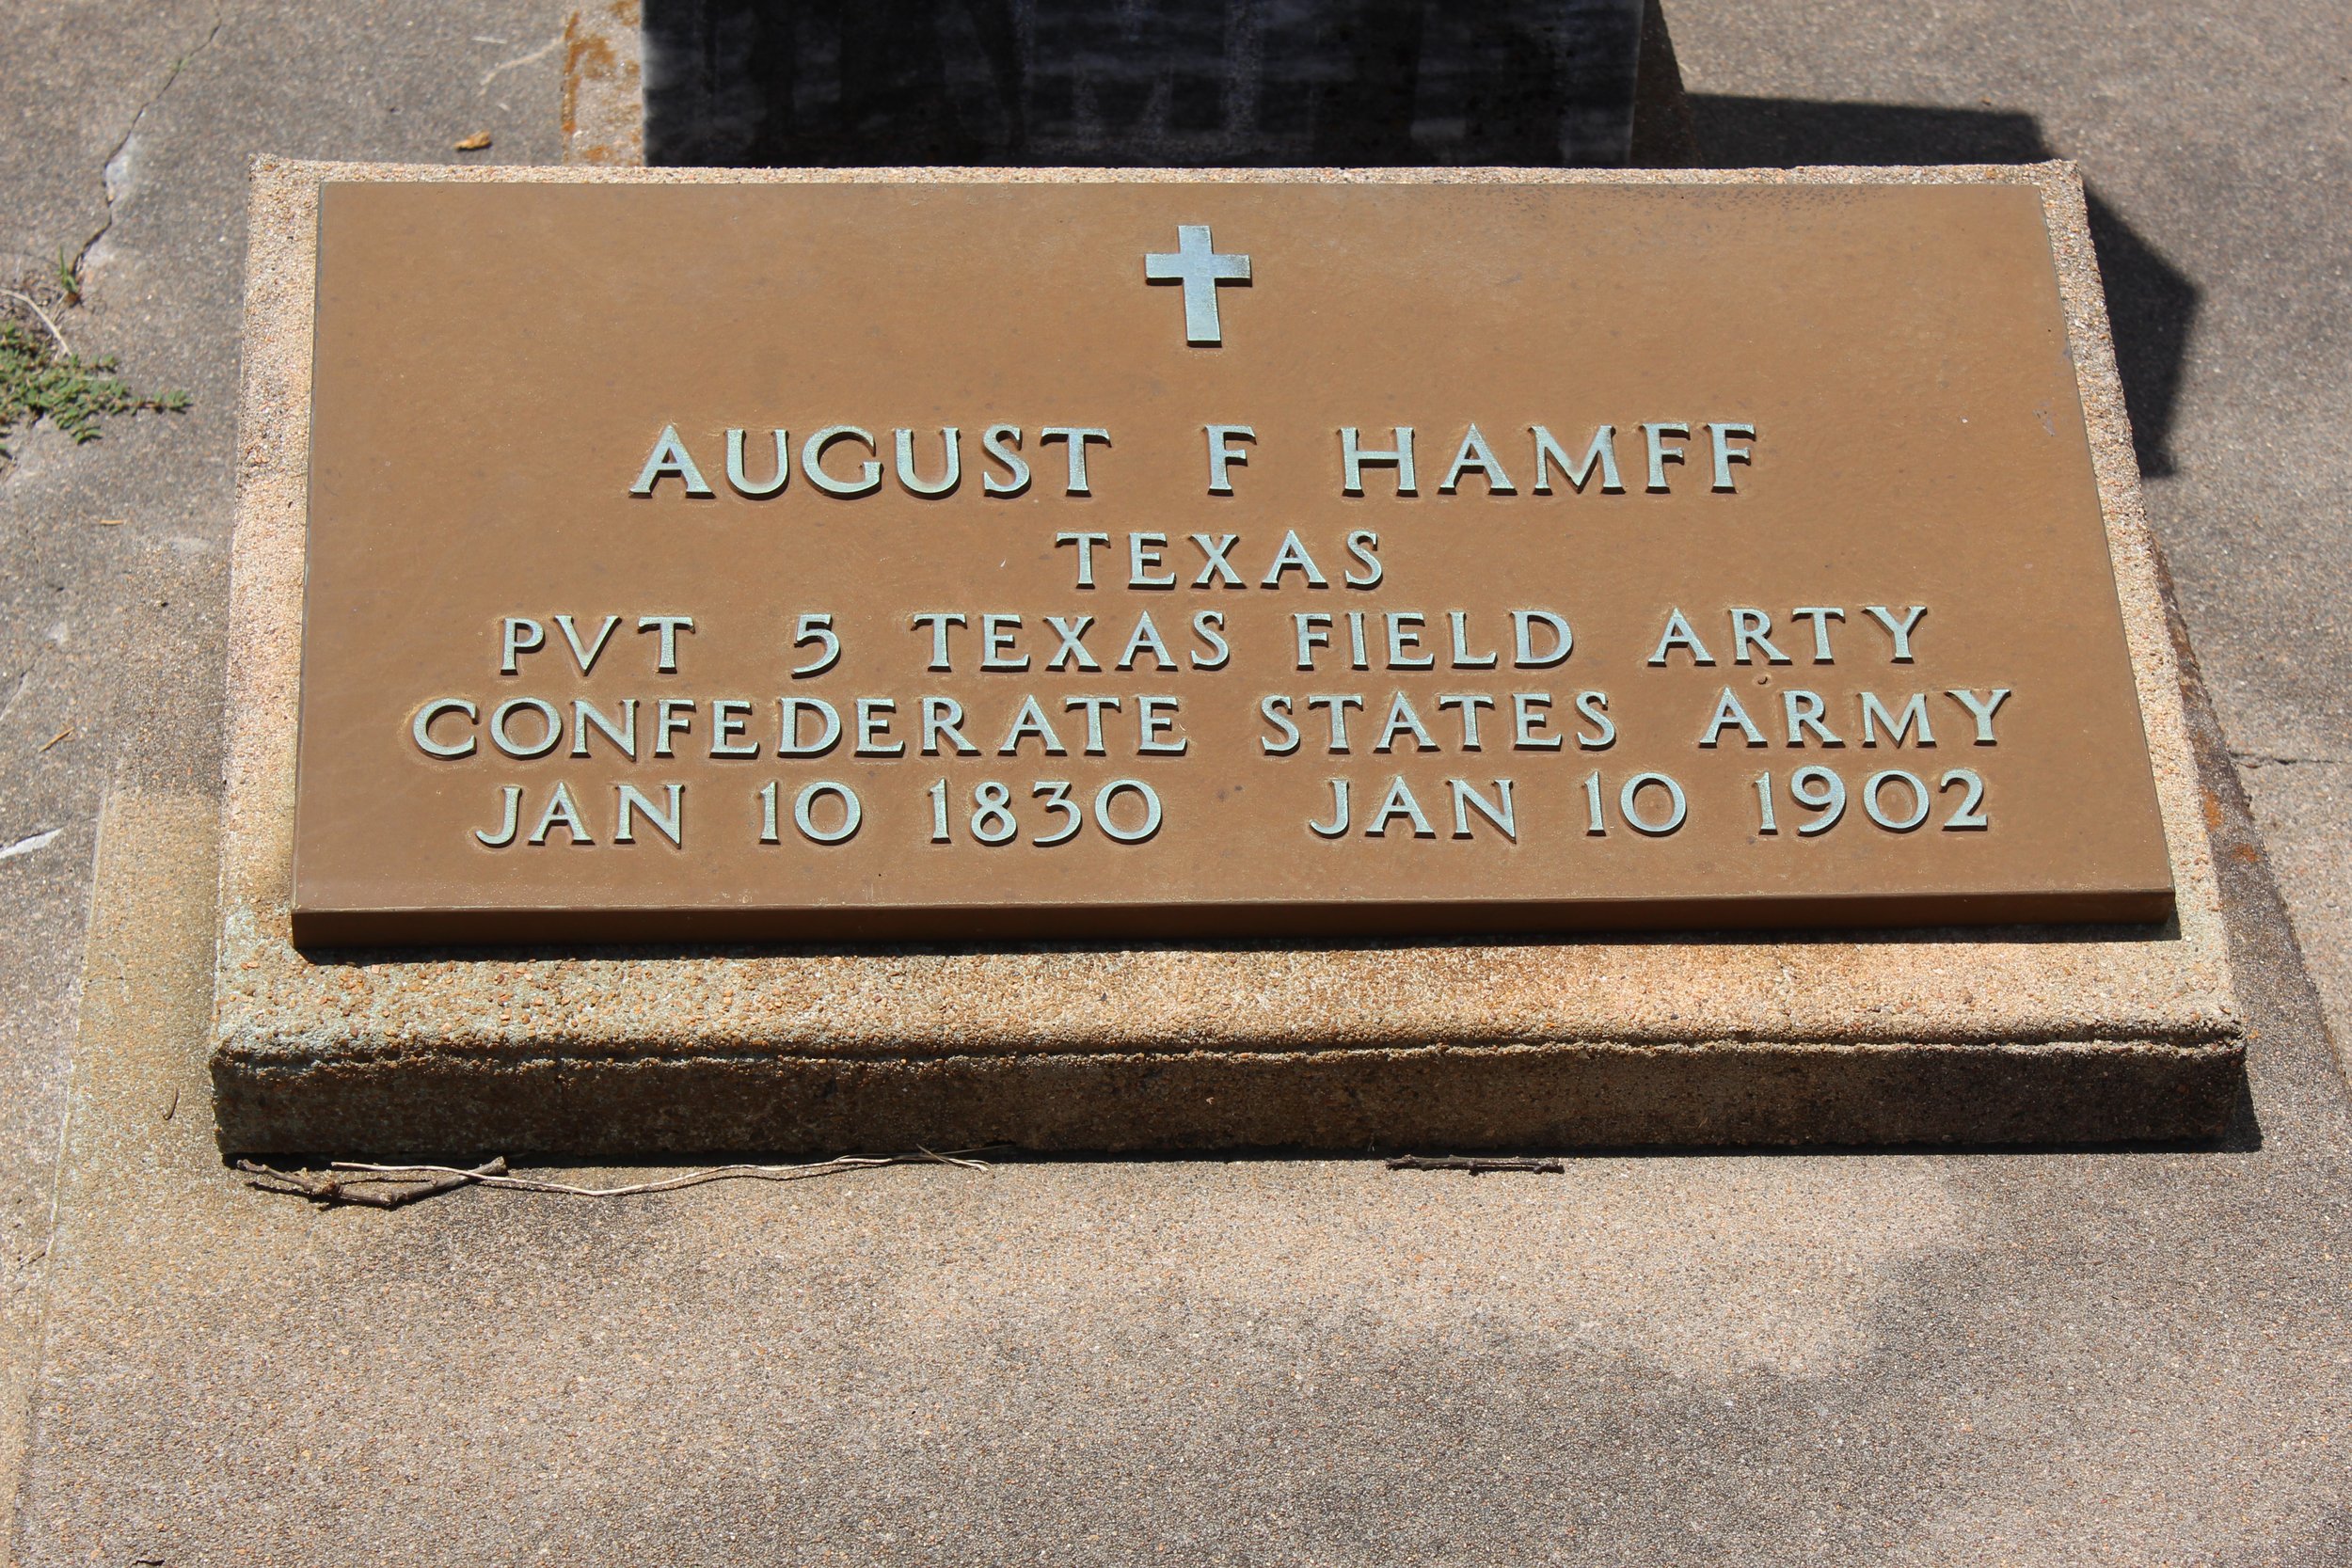 AUGUST F HAMFF
TEXAS
PVT 5 TEXAS FIELD ARTY
CONFEDERATE STATES ARMY
JAN 10 1830 JAN 10 1902